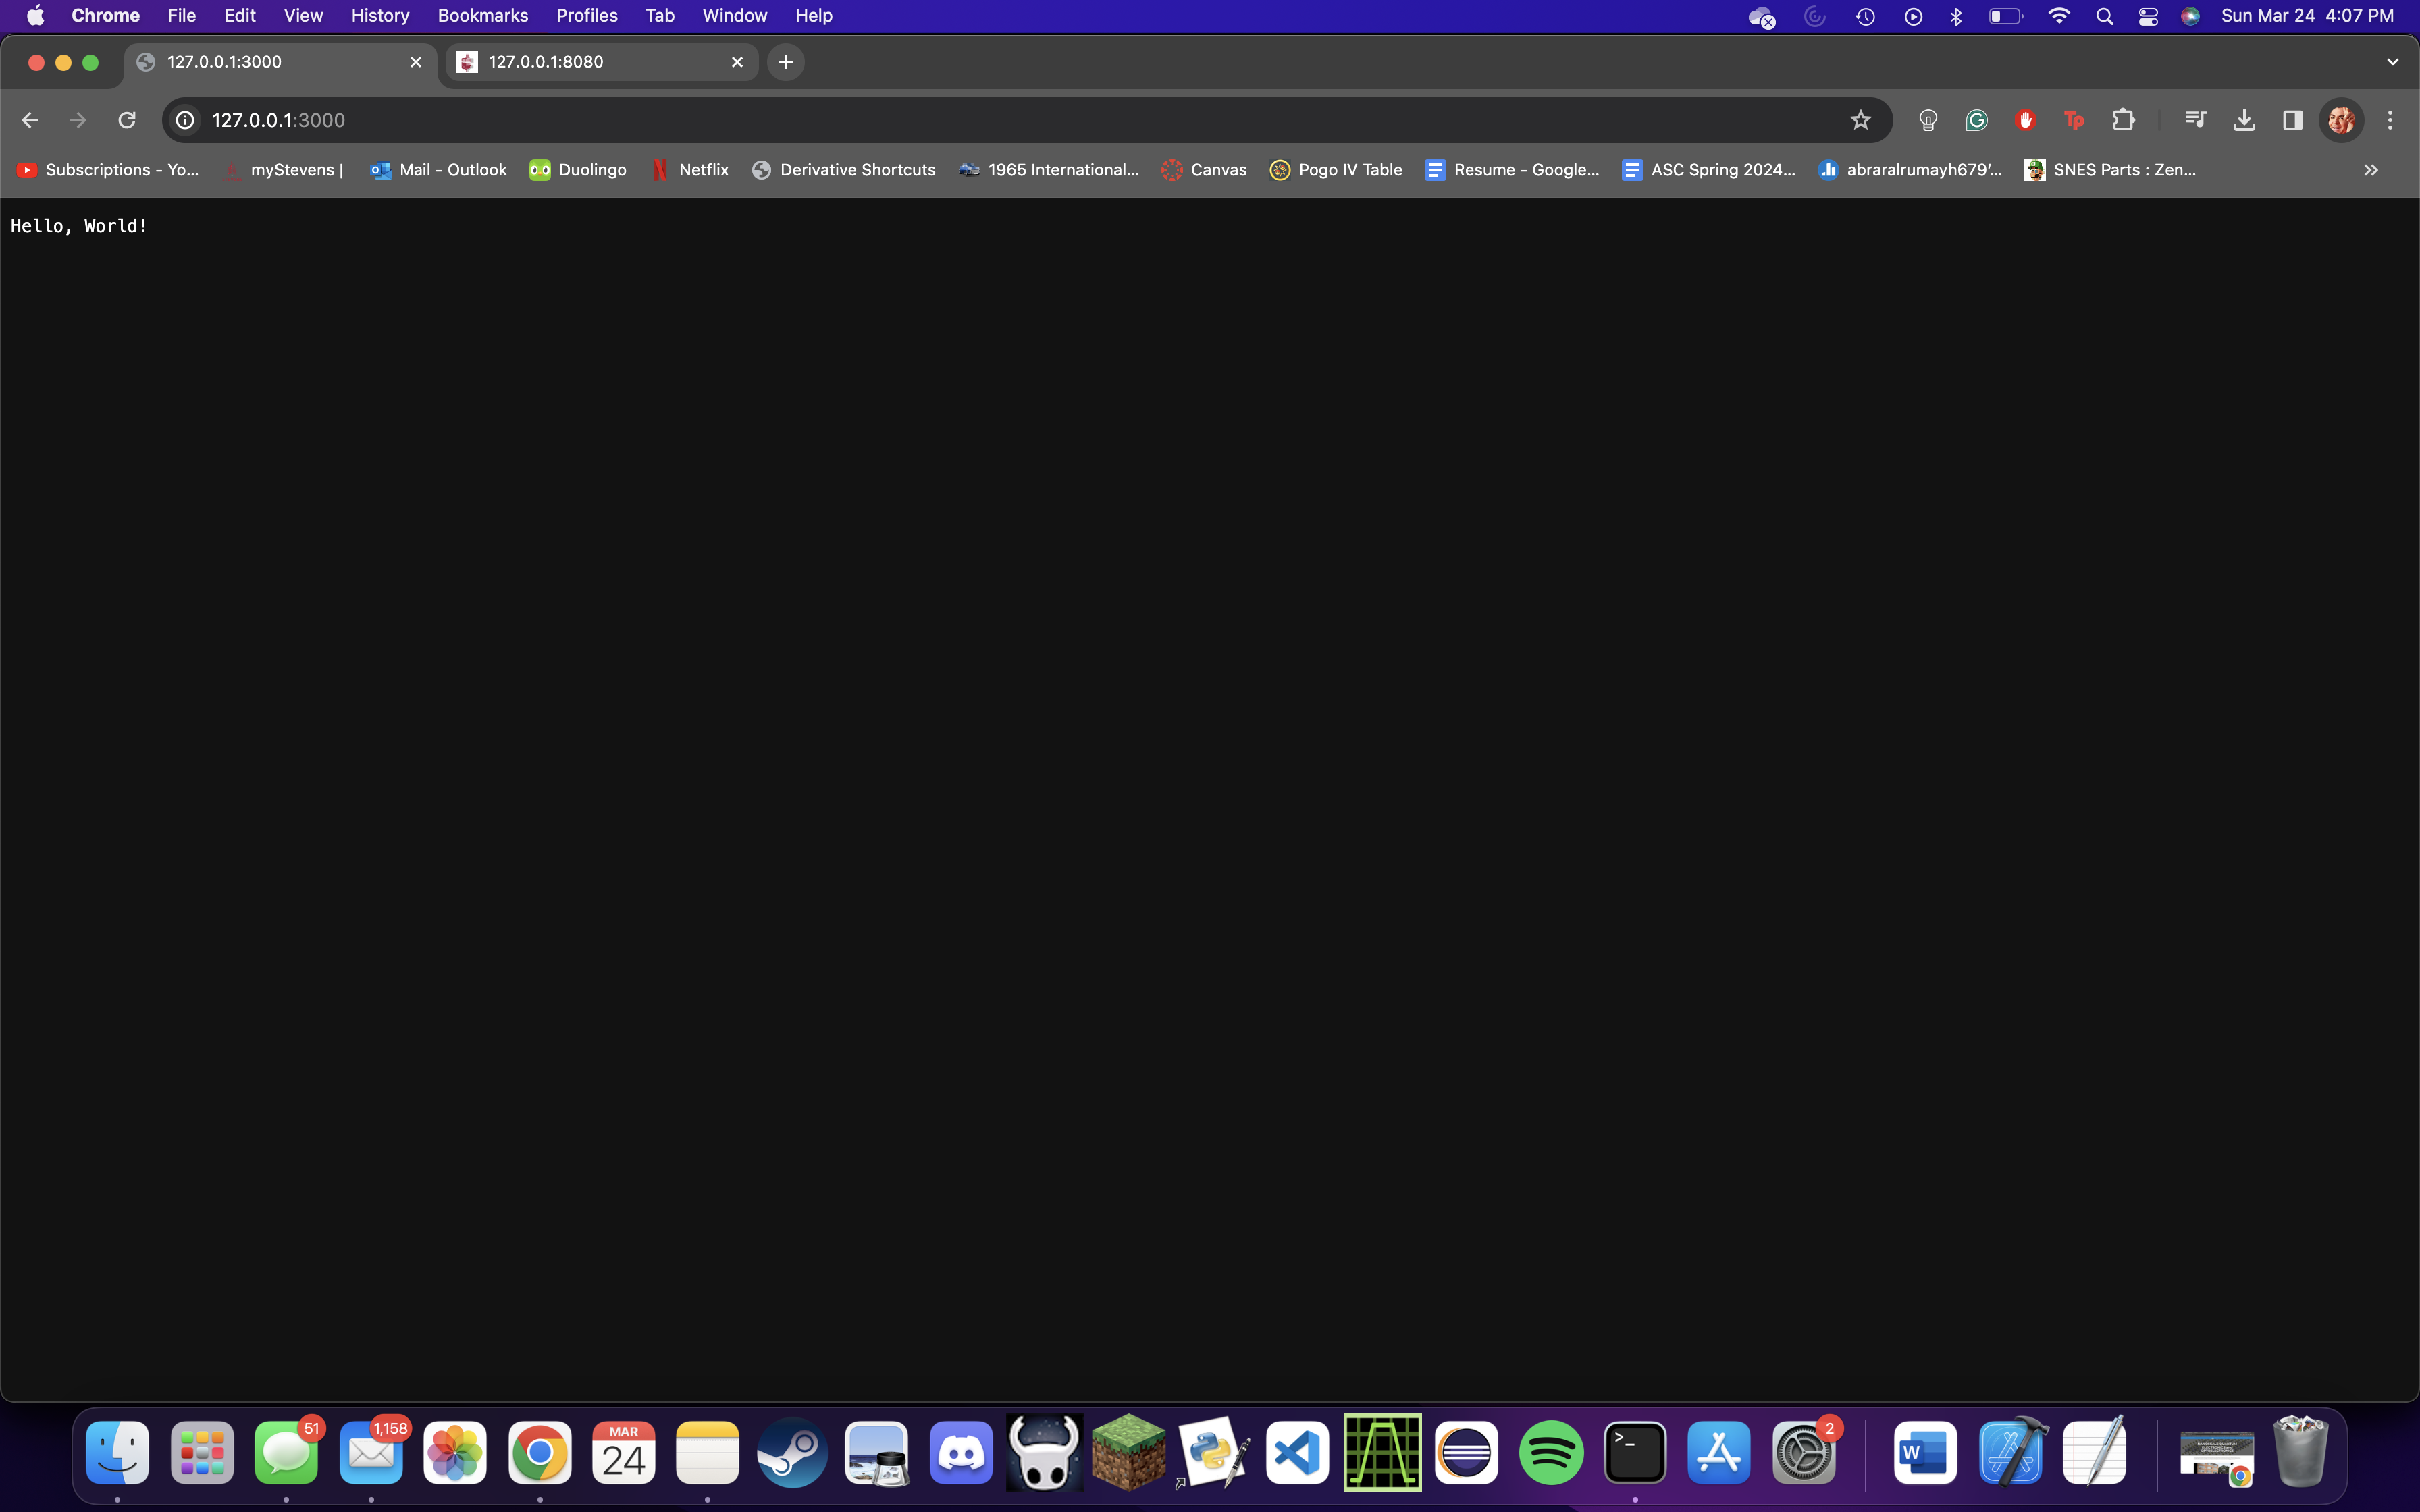 Chrome File Edit View History Bookmarks Profiles Tab Window Help Sun Mar 24 4:07 PM
127.0.0.1:3000 127.0.0.1:8080
127.0.0.1:3000 Tp
Subscriptions - Yo... myStevens | Mail - Outlook Duolingo Netflix Derivative Shortcuts 1965 International... Canvas Pogo IV Table Resume - Google... ASC Spring 2024... abraralrumayh679'... SNES Parts : Zen...
Hello, World!
51 1,158 MAR 2
24 >_ W